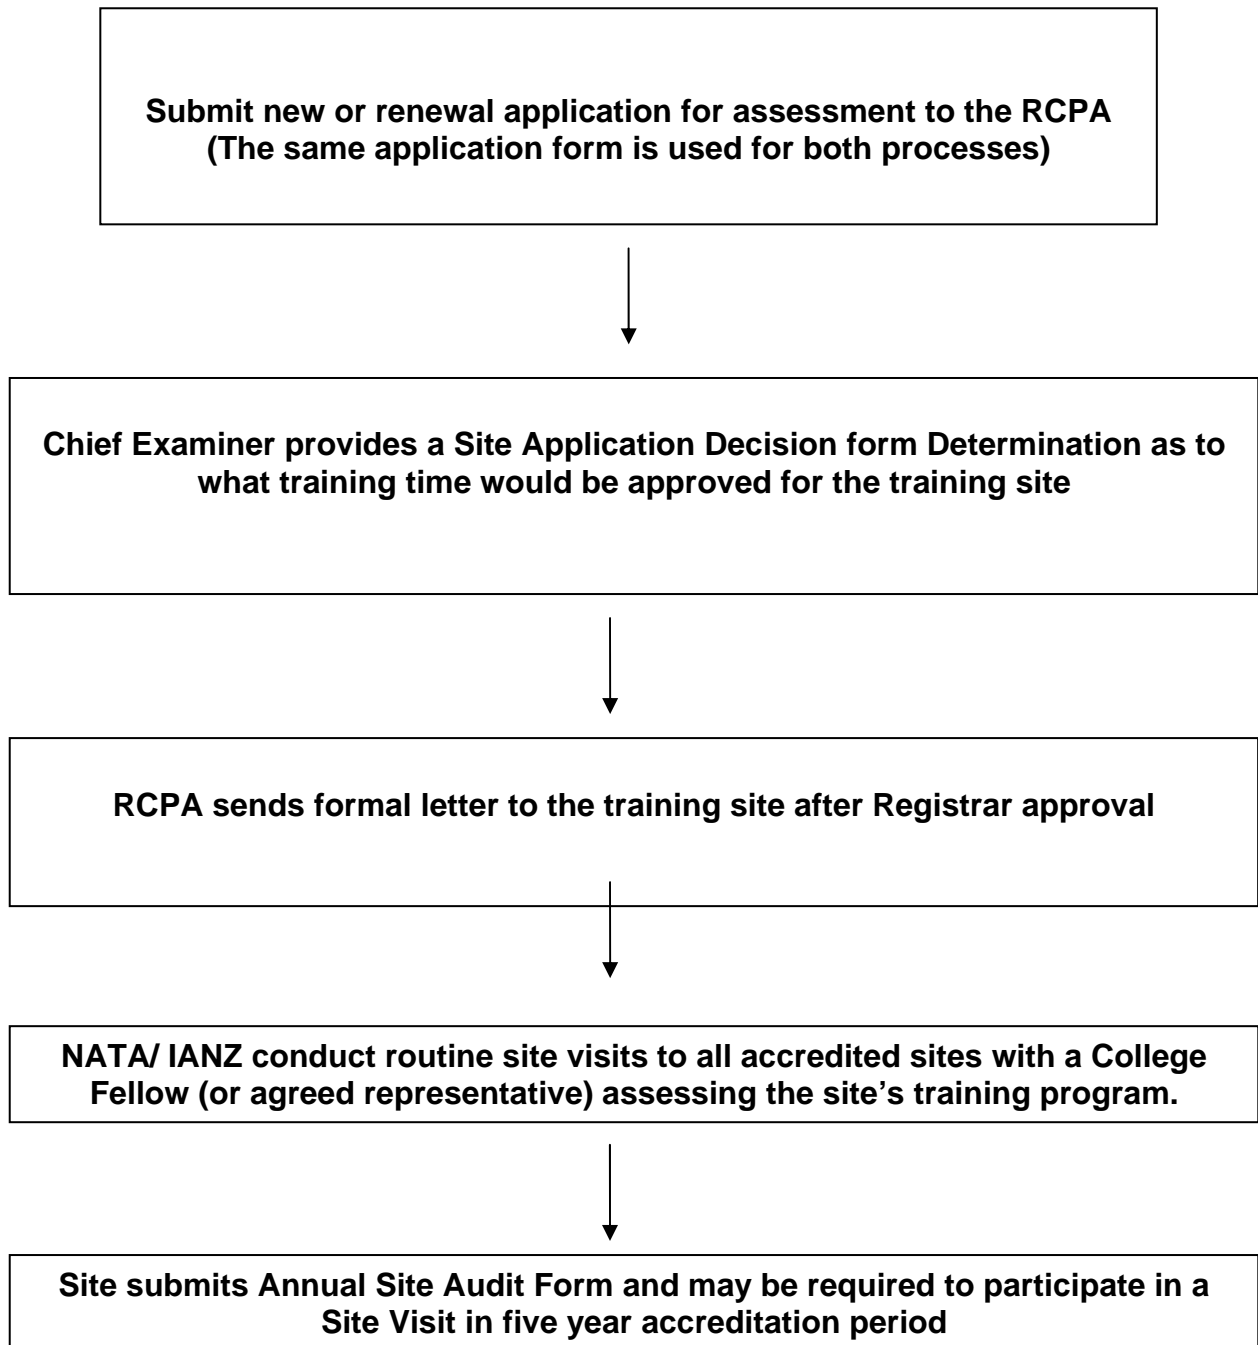 Submit new or renewal application for assessment to the RCPA
(The same application form is used for both processes)
Chief Examiner provides a Site Application Decision form Determination as to
what training time would be approved for the training site
RCPA sends formal letter to the training site after Registrar approval
NATA/ IANZ conduct routine site visits to all accredited sites with a College
Fellow (or agreed representative) assessing the site’s training program.
Site submits Annual Site Audit Form and may be required to participate in a
Site Visit in five year accreditation period